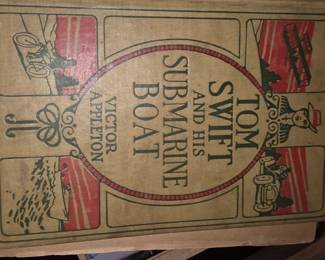 TOM
SWIFT
AND HIS
SUBMARINE
BOAT
VICTOR
APPLETON